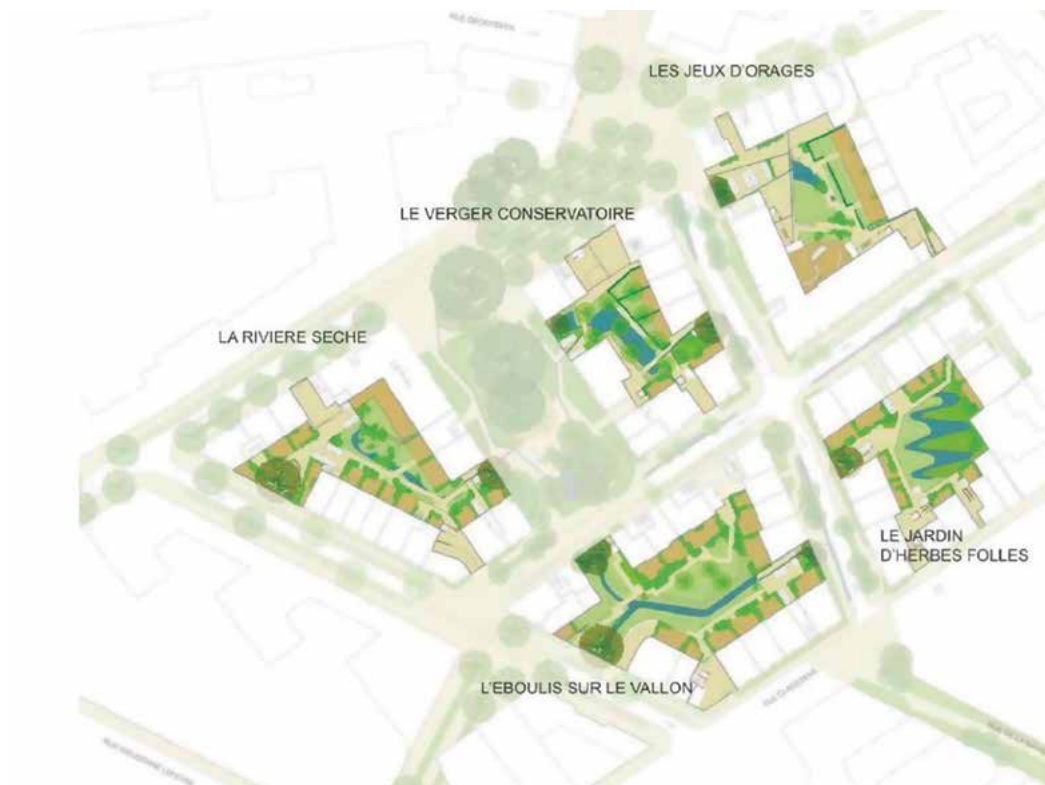 LES JEUX D'ORAGES
LE VERGER CONSERVATOIRE
LA RIVIERE SECHE
LE JARDIN
D'HERBES FOLLES
L'EBOULIS SUR LE VALLON